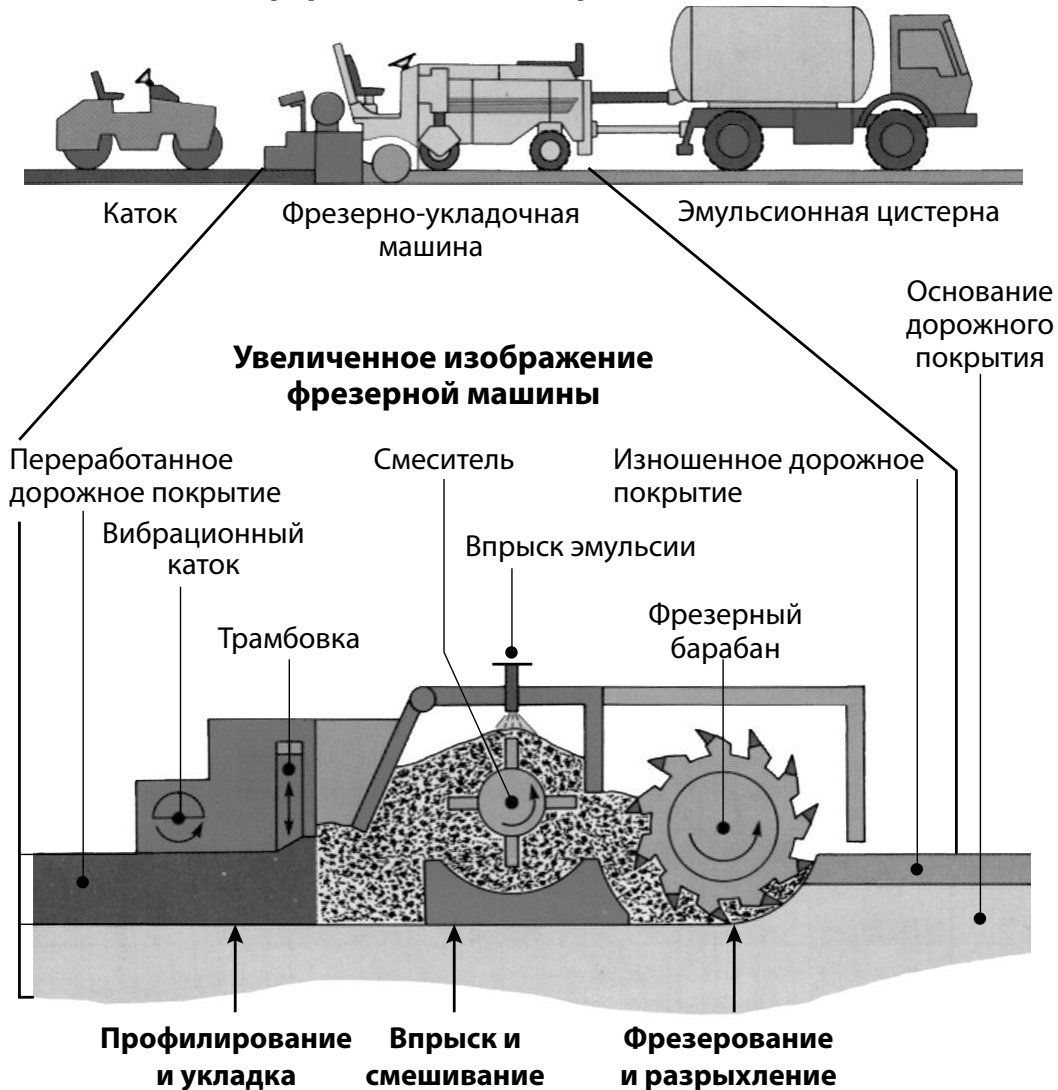 Каток
Фрезерно-укладочная
машина
Эмульсионная цистерна
Основание
дорожного
покрытия
Увеличенное изображение
фрезерной машины
Переработанное
дорожное покрытие
Смеситель
Изношенное дорожное
покрытие
Вибрационный
каток
Впрыск эмульсии
Трамбовка
Фрезерный
барабан
Профилирование
и укладка
Впрыск и
смешивание
Фрезерование
и разрыхление